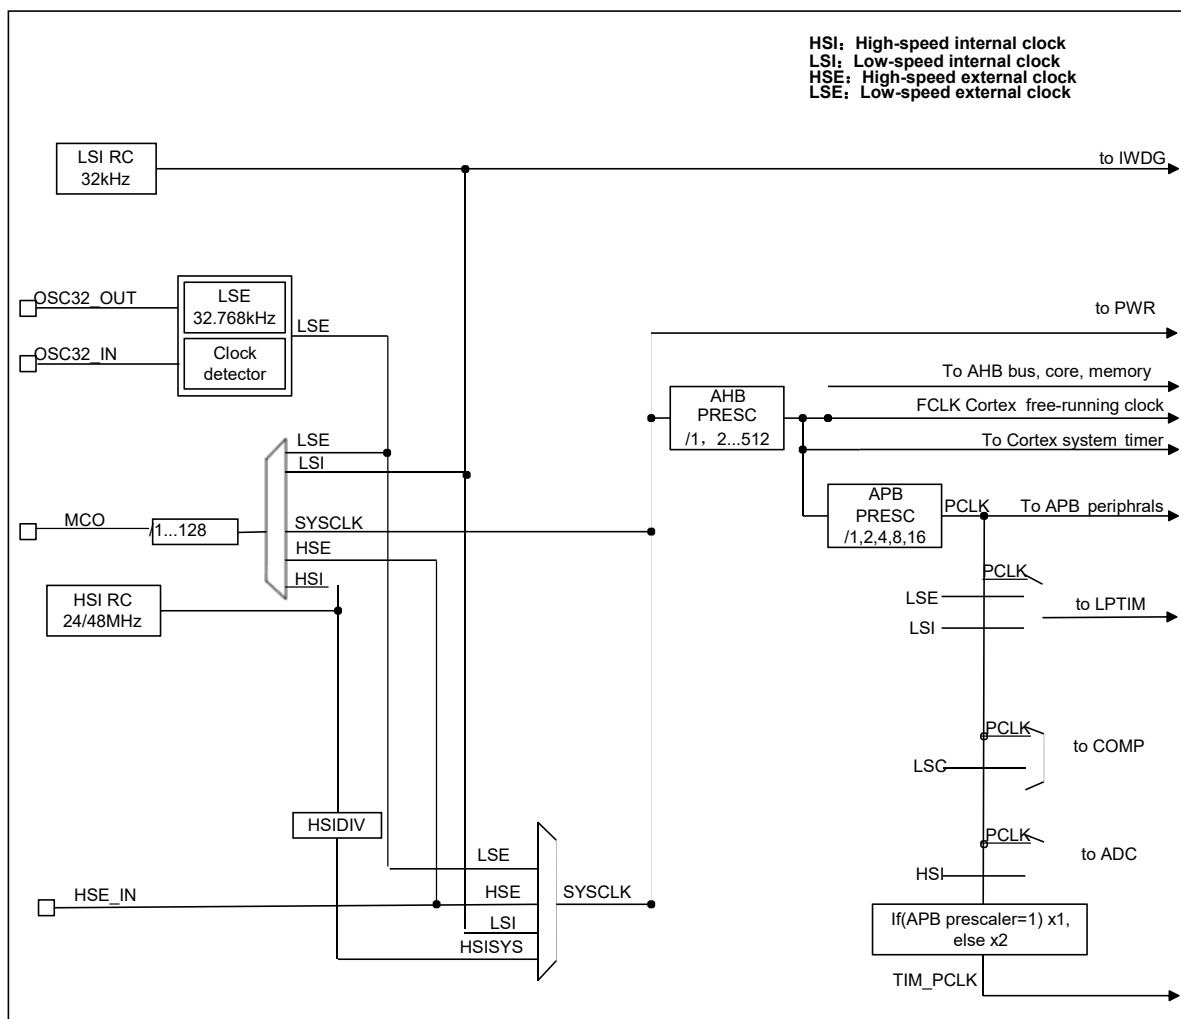 HSI：High-speed internal clock
LSI：Low-speed internal clock
HSE：High-speed external clock
LSE：Low-speed external clock
LSI RC
32kHz
to IWDG
OSC32_OUT
LSE
32.768kHz
LSE
OSC32_IN
Clock
detector
to PWR
To AHB bus, core, memory
AHB
PRESC
/1，2...512
FCLK Cortex free-running clock
To Cortex system timer
LSE
LSI
MCO
/1...128
SYSCLK
HSE
HSI
APB
PRESC
/1,2,4,8,16
PCLK
To APB periphrals
HSI RC
24/48MHz
PCLK
LSE
LSI
to LPTIM
PCLK
LSC
to COMP
HSIDIV
PCLK
HSI
to ADC
LSE
HSE_IN
HSE
SYSCLK
LSI
HSISYS
If(APB prescaler=1) x1,
else x2
TIM_PCLK